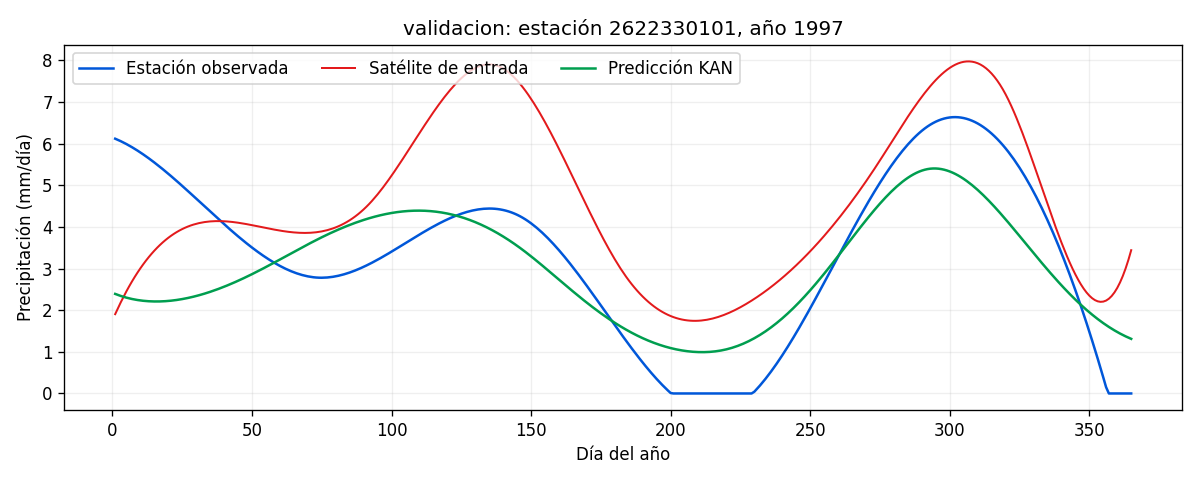 validacion: estación 2622330101, año 1997
Estación observada
Satélite de entrada
Predicción KAN
Precipitación (mm/día)
8
7
6
5
4
3
2
1
0
0
50
100
150
200
250
300
350
Día del año